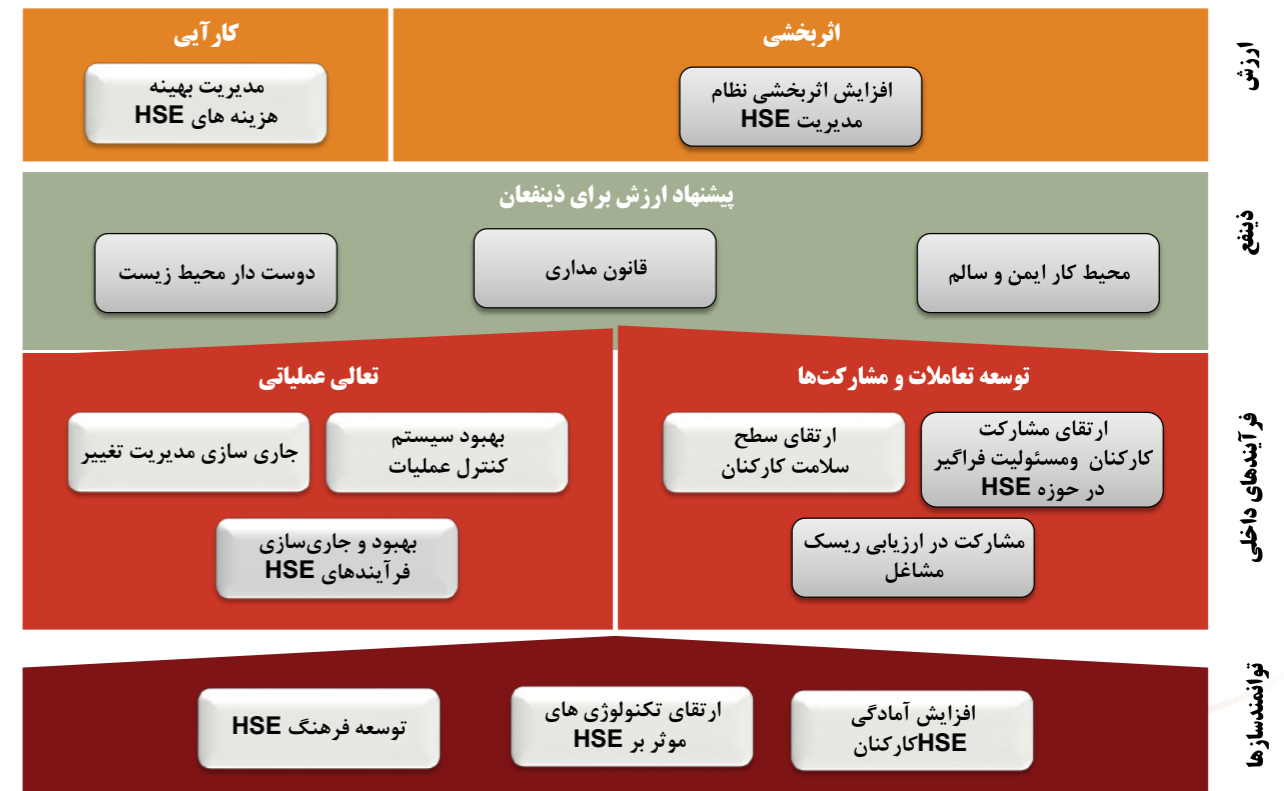 ارزش
اثربخشی
افزایش اثربخشی نظام
مدیریت HSE
کارآیی
مدیریت بهینه
هزینه های HSE
ذینفع
پیشنهاد ارزش برای ذینفعان
محیط کار ایمن و سالم
قانون مداری
دوست دار محیط زیست
فرآیندهای داخلی
توسعه تعاملات و مشارکت‌ها
ارتقای مشارکت
کارکنان ومسئولیت فراگیر
در حوزه HSE
ارتقای سطح
سلامت کارکنان
مشارکت در ارزیابی ریسک
مشاغل
تعالی عملیاتی
بهبود سیستم
کنترل عملیات
جاری سازی مدیریت تغییر
بهبود و جاری‌سازی
فرآیندهای HSE
توانمندسازها
افزایش آمادگی
HSEکارکنان
ارتقای تکنولوژی های
موثر بر HSE
توسعه فرهنگ HSE